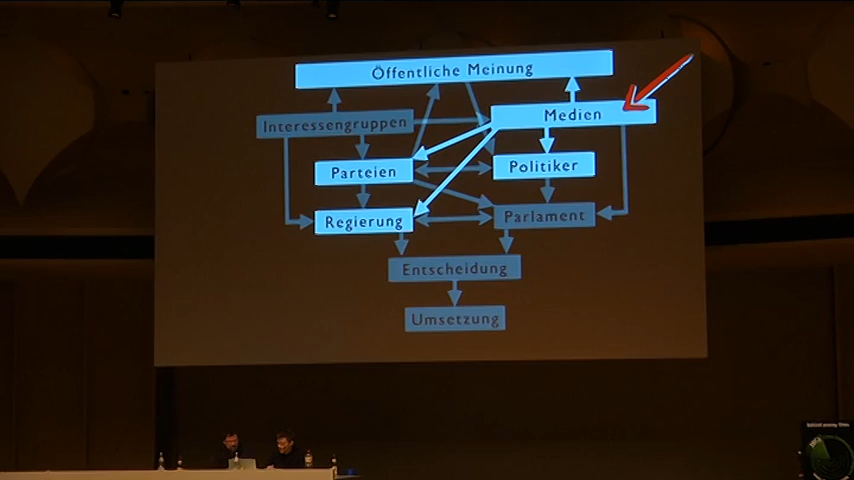 Öffentliche Meinung
Interessengruppen
Medien
Parteien
Politiker
Regierung
Parlament
Entscheidung
Umsetzung